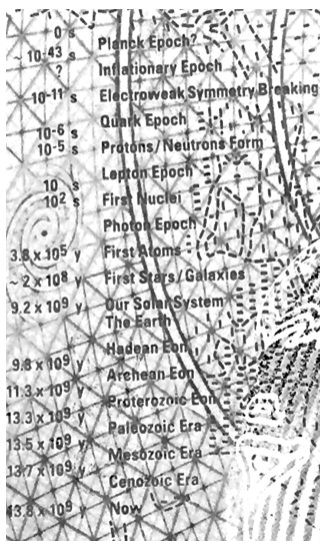 0 s
Planck Epoch?
~ 10-43 s
Inflationary Epoch
?
Electroweak Symmetry Breaking
10-11 s
Quark Epoch
10-6 s
10-5 s Protons/Neutrons Form
Lepton Epoch
10 s
10² s First Nuclei
Photon Epoch
3.8 x 10⁵ y First Atoms
~ 2 x 10⁸ y First Stars/Galaxies
9.2 x 10⁹ y Our Solar System
The Earth
Hadean Eon
9.8 x 10⁹ y
Archean Eon
11.3 x 10⁹ y
Proterozoic Eon
13.3 x 10⁹ y
Paleozoic Era
13.5 x 10⁹ y
Mesozoic Era
13.7 x 10⁹ y
Cenozoic Era
13.8 x 10⁹ y Now